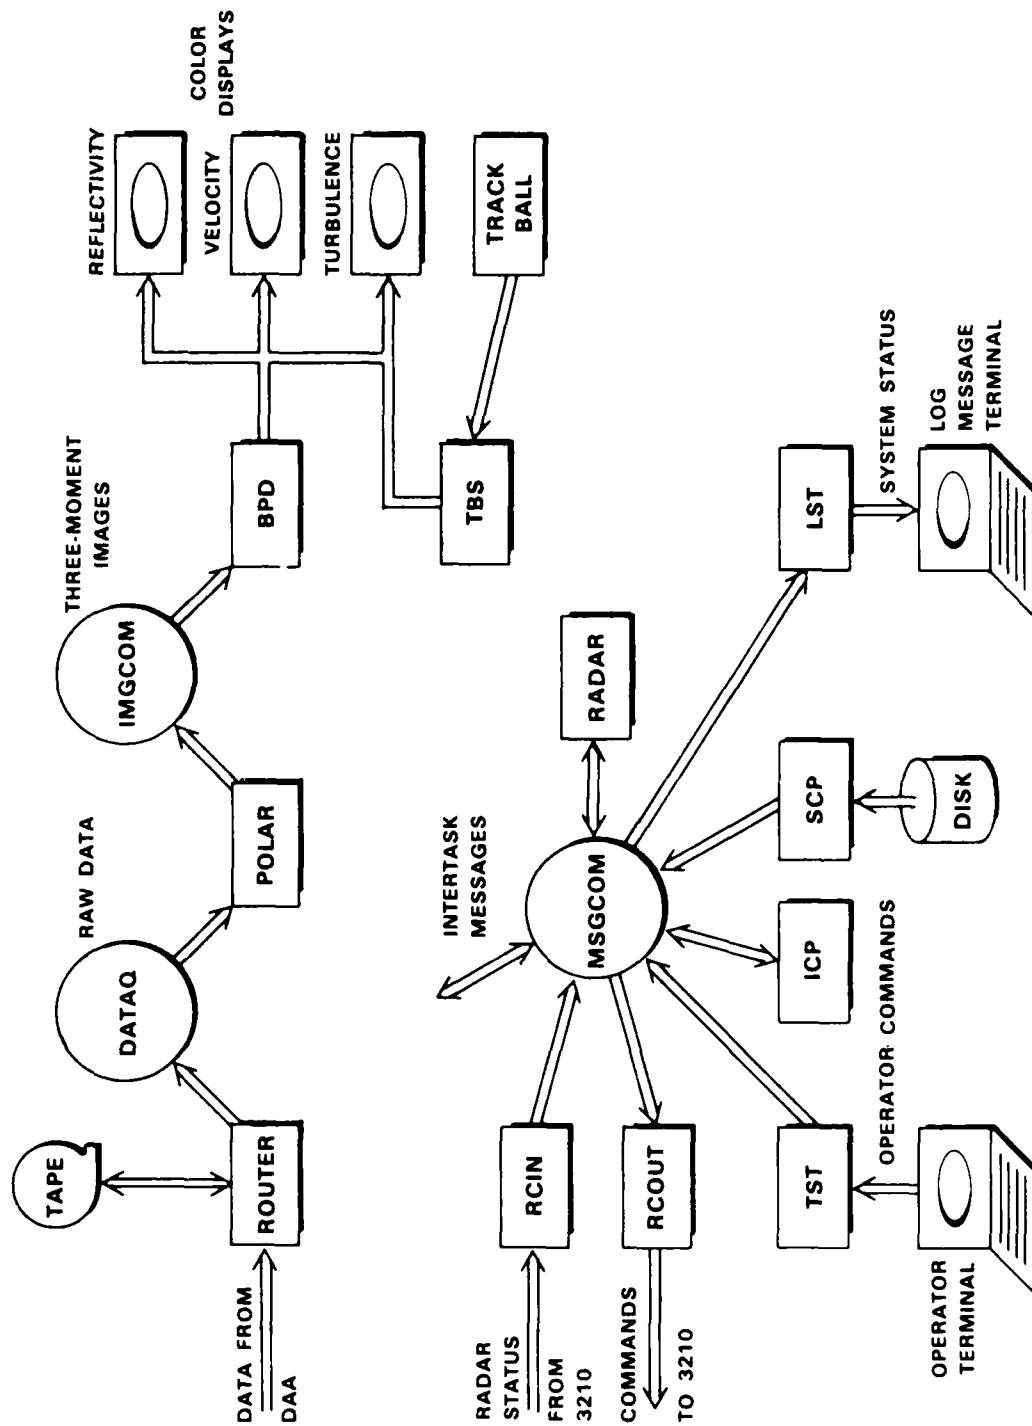 TAPE
DATA FROM
DAA
ROUTER
DATAQ
RAW DATA
POLAR
IMGCOM
THREE-MOMENT
IMAGES
BPD
REFLECTIVITY
VELOCITY
TURBULENCE
COLOR
DISPLAYS
TBS
TRACK
BALL
RADAR
STATUS
FROM
3210
RCIN
INTERTASK
MESSAGES
MSGCOM
RADAR
COMMANDS
TO 3210
RCOUT
TST
ICP
SCP
LST
OPERATOR COMMANDS
DISK
SYSTEM STATUS
OPERATOR
TERMINAL
LOG
MESSAGE
TERMINAL